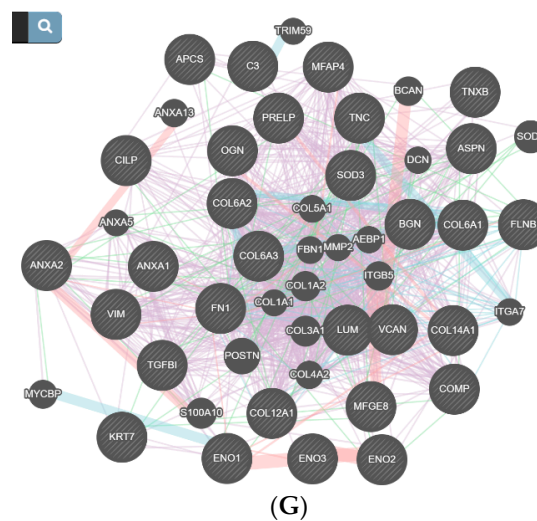 TRIM59
APCS
C3
MFAP4
BCAN
TNXB
ANXA13
PRELP
TNC
SOD
OGN
ASPN
CILP
DCN
SOD3
COL6A2
COL5A1
ANXA5
BGN
COL6A1
FLNB
AEBP1
FBN1
MMP2
ANXA2
ANXA1
COL6A3
ITGB5
COL1A2
COL1A1
FN1
VIM
ITGA7
COL3A1
LUM
VCAN
COL14A1
POSTN
TGFBI
COL4A2
COMP
MYCBP
S100A10
COL12A1
MFGE8
KRT7
ENO1
ENO3
ENO2
(G)